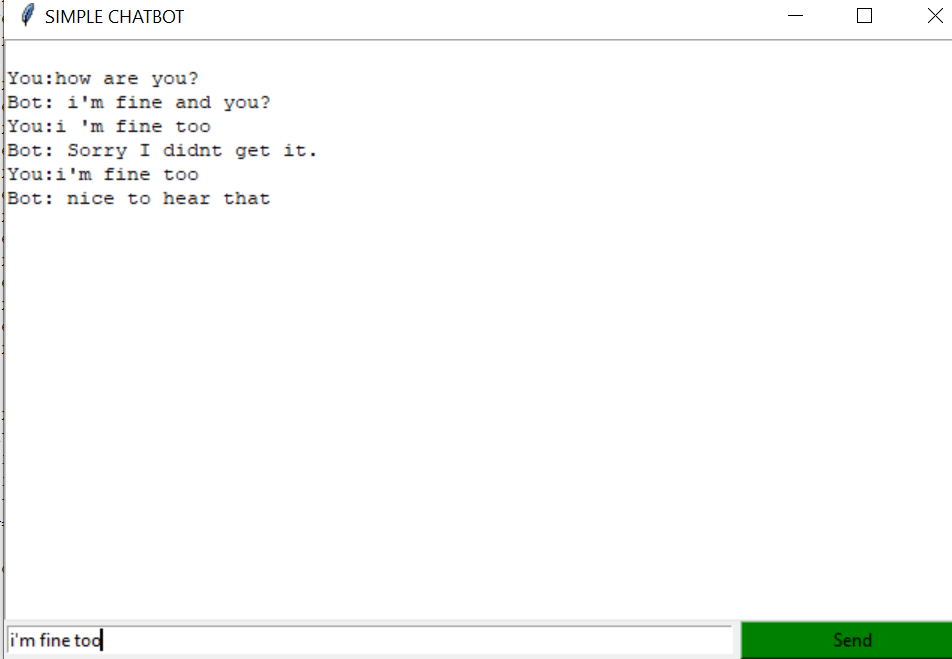 SIMPLE CHATBOT
You:how are you?
Bot: i'm fine and you?
You:i 'm fine too
Bot: Sorry I didnt get it.
You:i'm fine too
Bot: nice to hear that
i'm fine too
Send